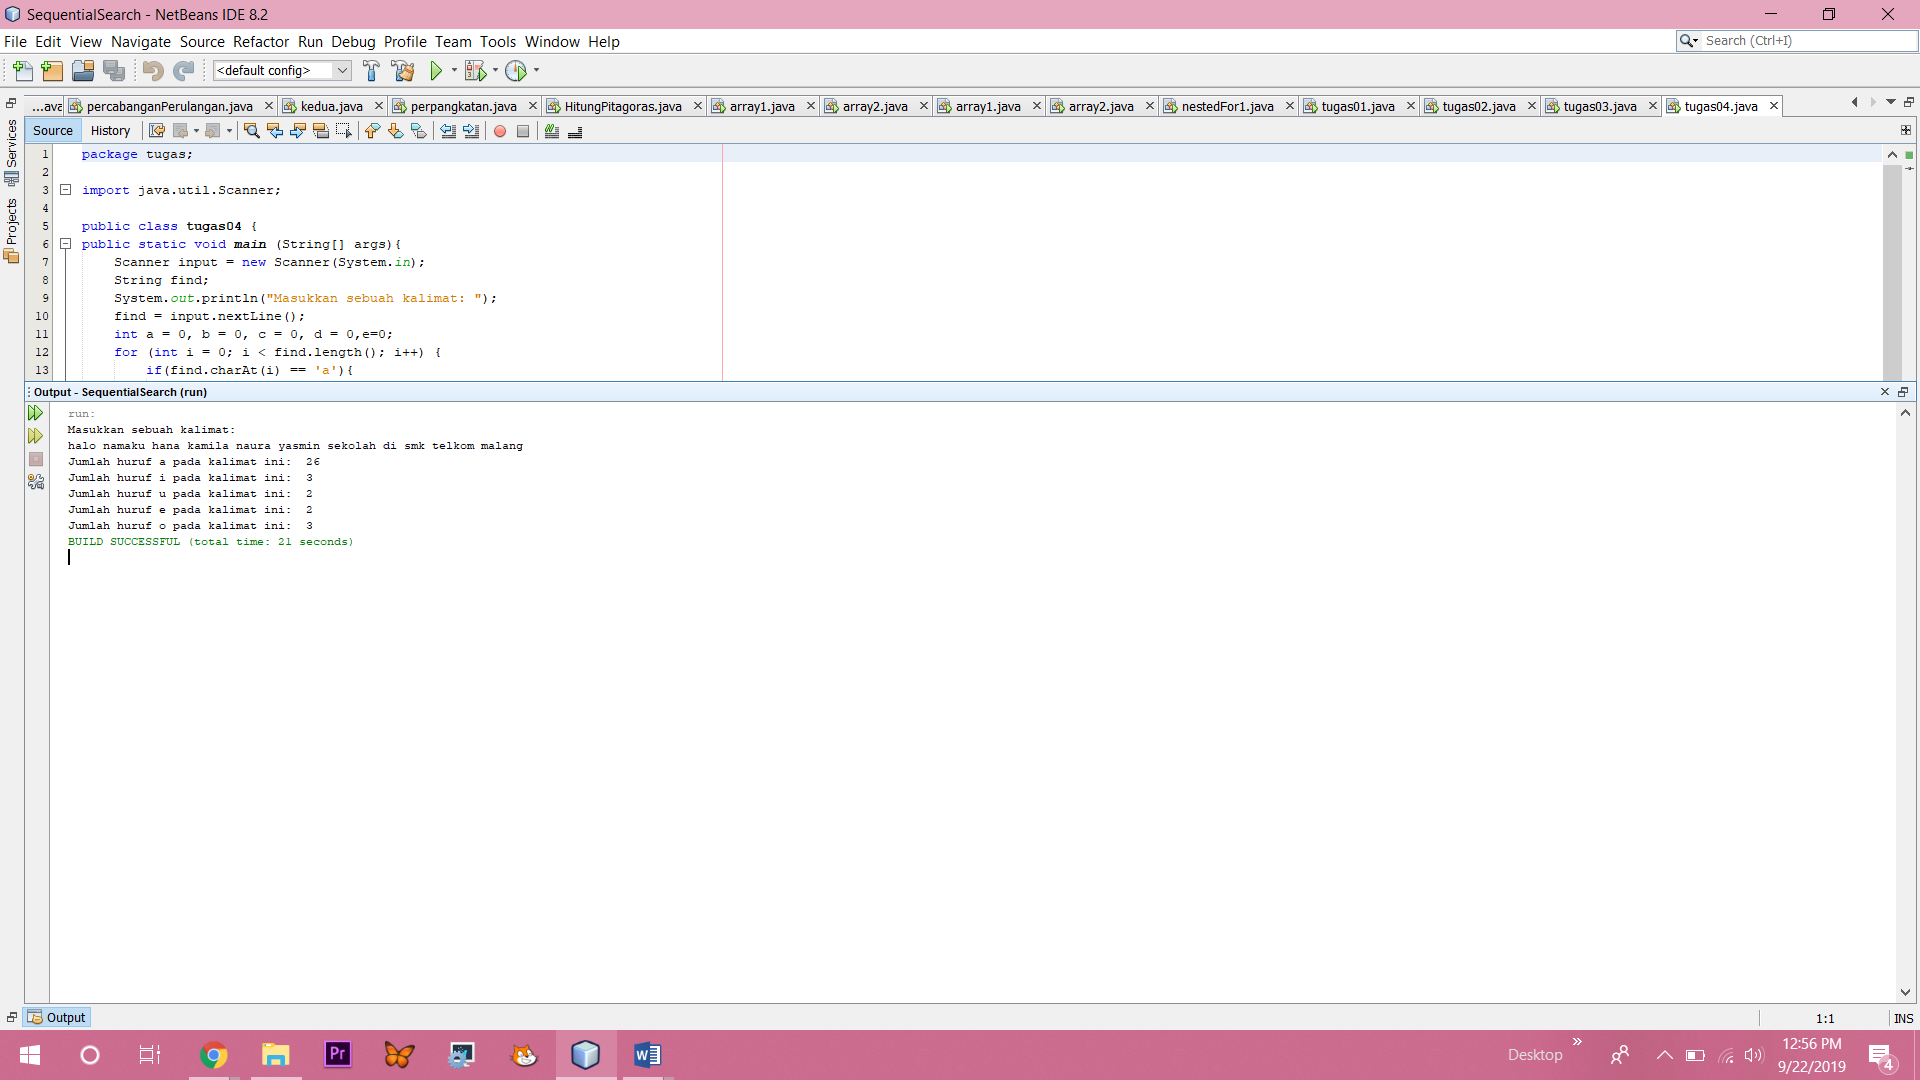 SequentialSearch - NetBeans IDE 8.2
File Edit View Navigate Source Refactor Run Debug Profile Team Tools Window Help
Search (Ctrl+I)
<default config>
...ava percabanganPerulangan.java kedua.java perpangkatan.java HitungPitagoras.java array1.java array2.java array1.java array2.java nestedFor1.java tugas01.java tugas02.java tugas03.java tugas04.java
Services
Projects
Source History
1 package tugas;
2
3 import java.util.Scanner;
4
5 public class tugas04 {
6 public static void main (String[] args){
7 Scanner input = new Scanner(System.in);
8 String find;
9 System.out.println("Masukkan sebuah kalimat: ");
10 find = input.nextLine();
11 int a = 0, b = 0, c = 0, d = 0,e=0;
12 for (int i = 0; i < find.length(); i++) {
13 if(find.charAt(i) == 'a'){
Output - SequentialSearch (run)
run:
Masukkan sebuah kalimat:
halo namaku hana kamila naura yasmin sekolah di smk telkom malang
Jumlah huruf a pada kalimat ini: 26
Jumlah huruf i pada kalimat ini: 3
Jumlah huruf u pada kalimat ini: 2
Jumlah huruf e pada kalimat ini: 2
Jumlah huruf o pada kalimat ini: 3
BUILD SUCCESSFUL (total time: 21 seconds)
Output
1:1 INS
Pr
Desktop
12:56 PM
9/22/2019
4